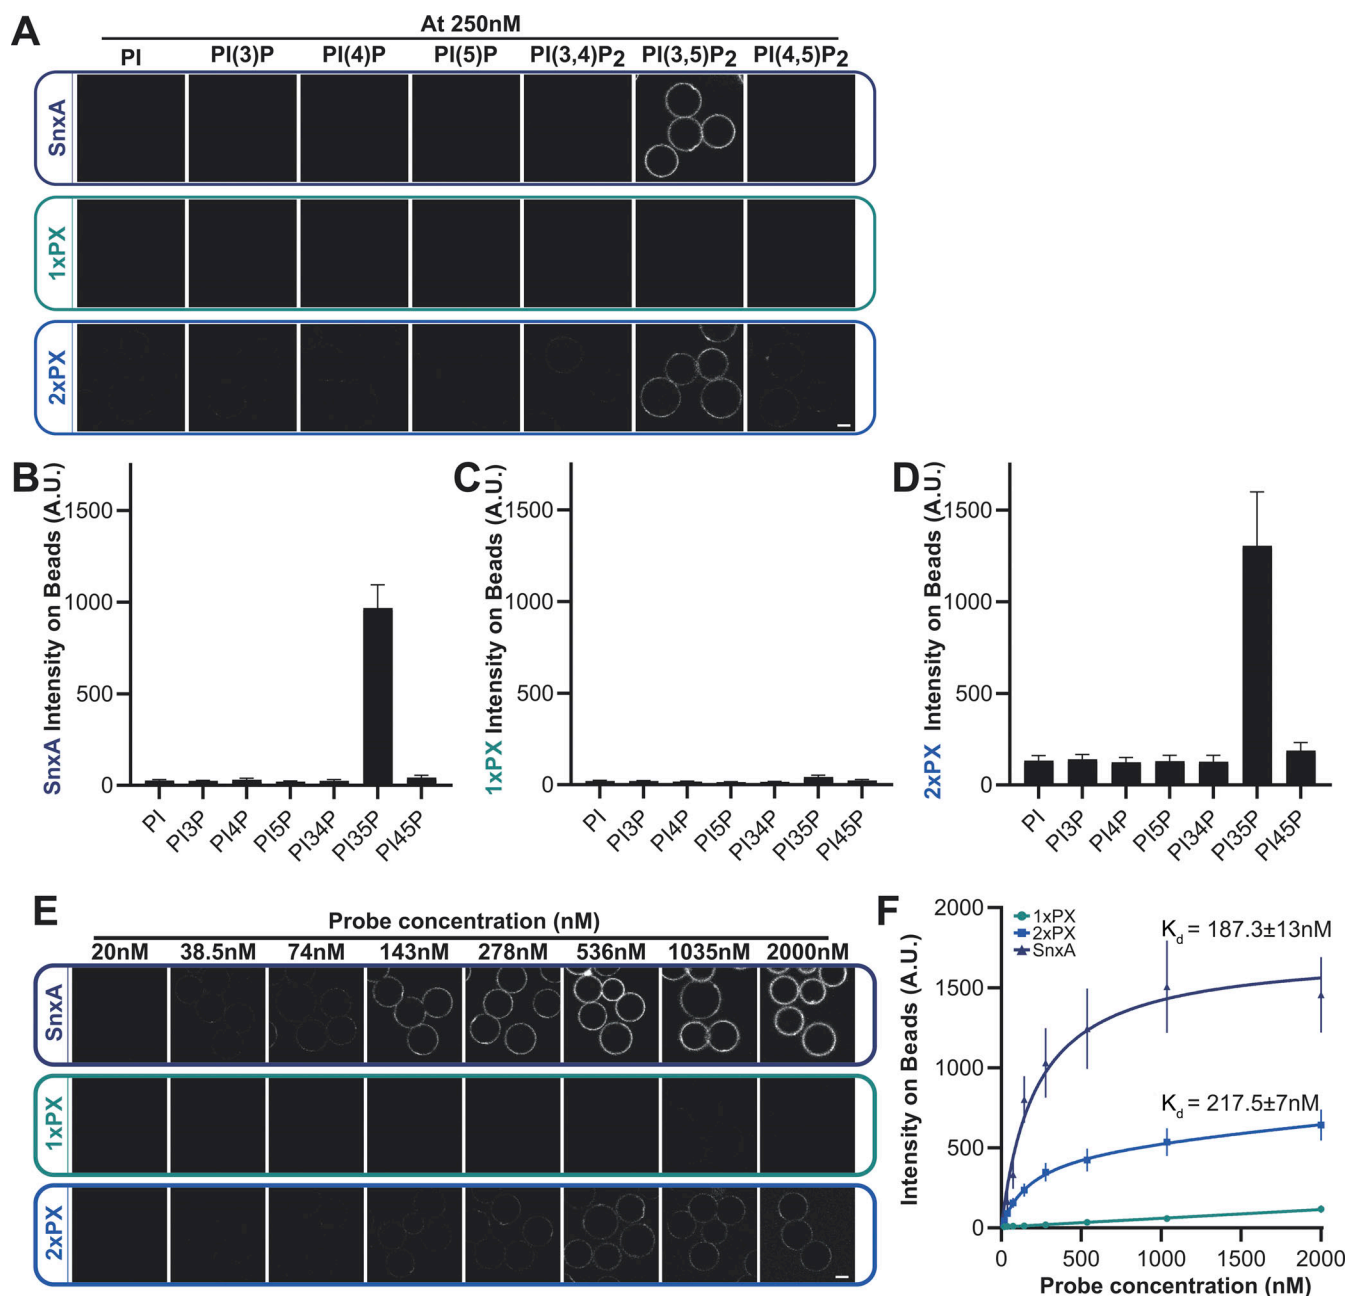 A
At 250nM
PI PI(3)P PI(4)P PI(5)P PI(3,4)P2 PI(3,5)P2 PI(4,5)P2
SnxA
1xPX
2xPX
B
SnxA Intensity on Beads (A.U.)
1500
1000
500
0
PI PI3P PI4P PI5P PI34P PI35P PI45P
C
1xPX Intensity on Beads (A.U.)
1500
1000
500
0
PI PI3P PI4P PI5P PI34P PI35P PI45P
D
2xPX Intensity on Beads (A.U.)
1500
1000
500
0
PI PI3P PI4P PI5P PI34P PI35P PI45P
E
Probe concentration (nM)
20nM 38.5nM 74nM 143nM 278nM 536nM 1035nM 2000nM
SnxA
1xPX
2xPX
F
Intensity on Beads (A.U.)
2000
1500
1000
500
0
1xPX
2xPX
SnxA
Kd = 187.3±13nM
Kd = 217.5±7nM
0 500 1000 1500 2000
Probe concentration (nM)